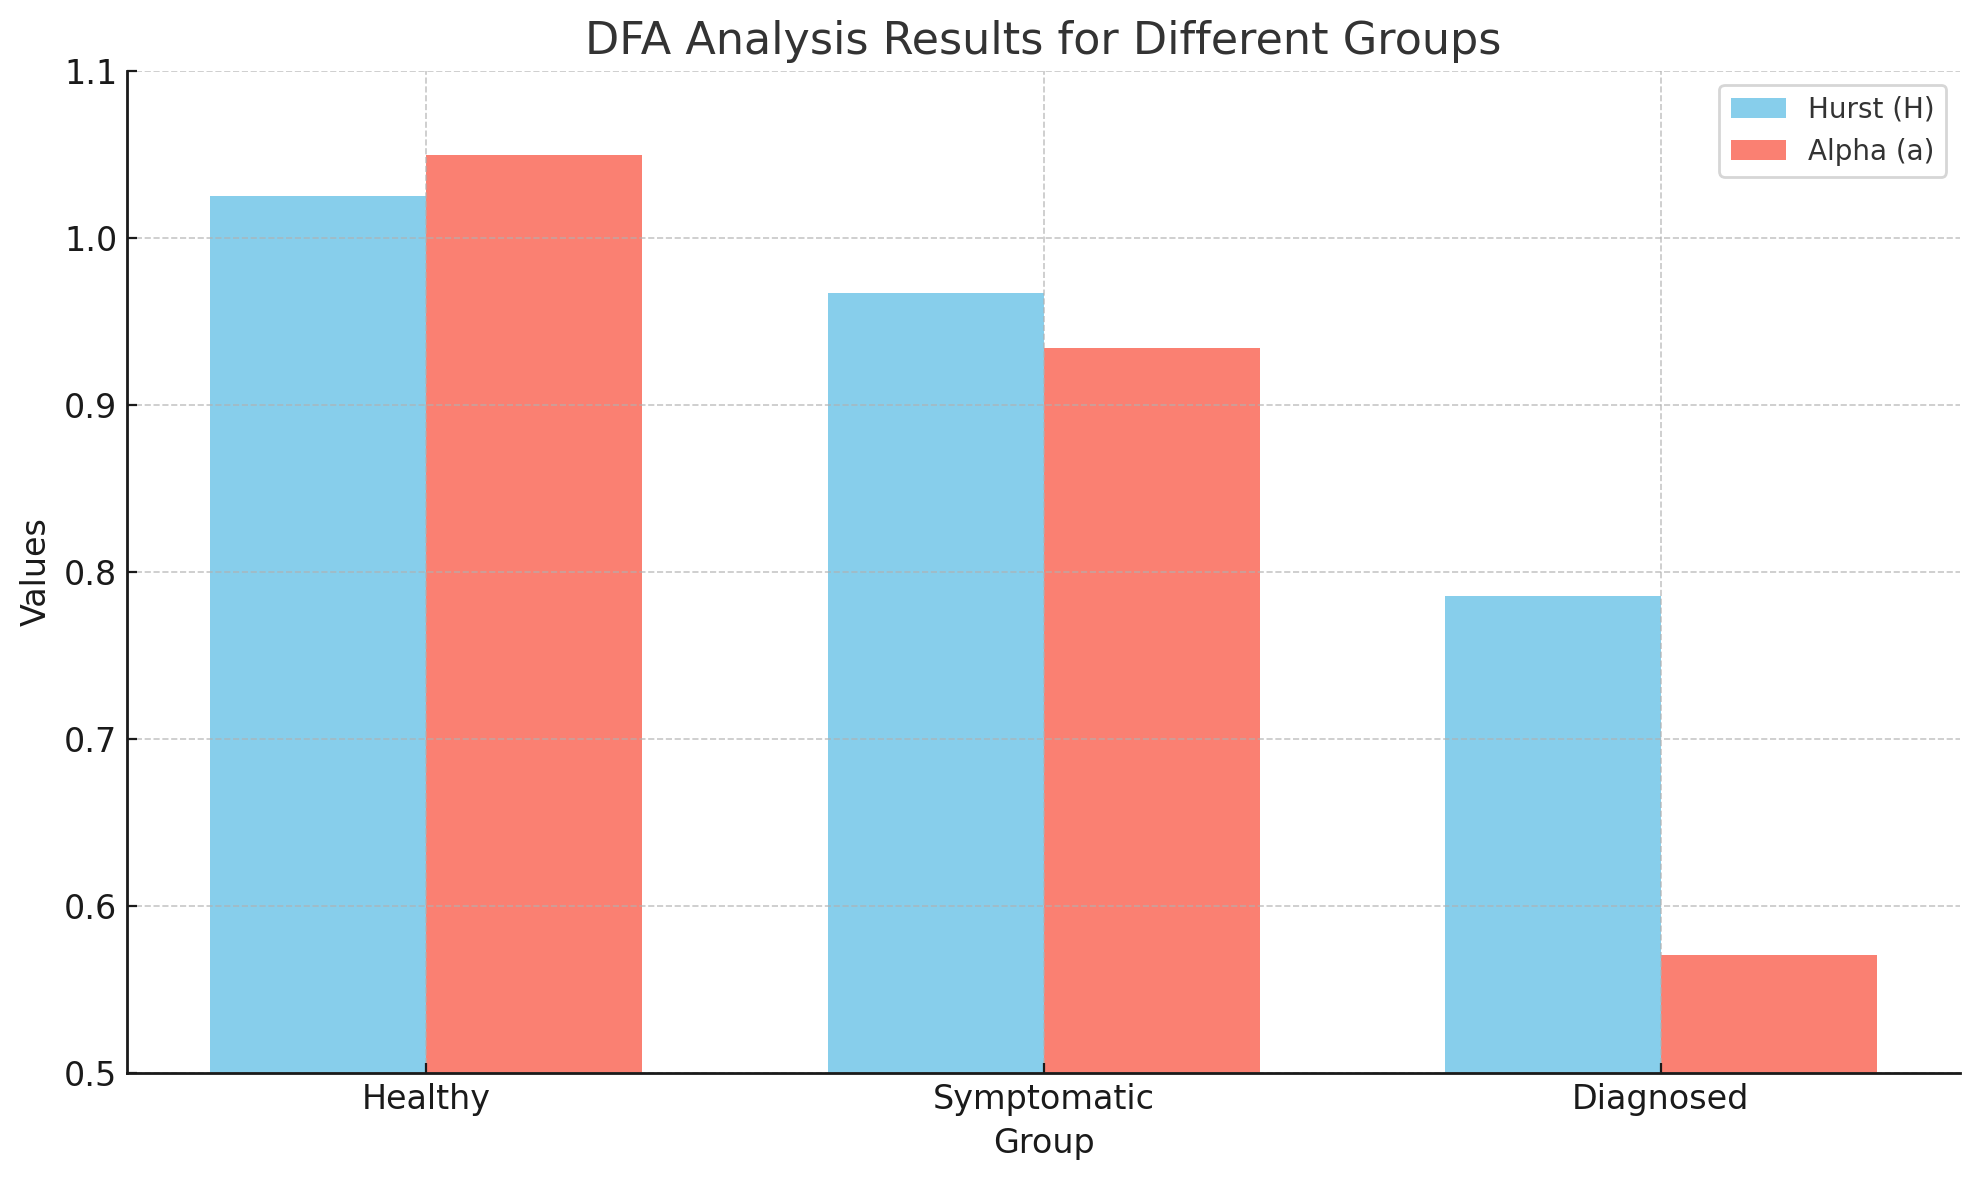 DFA Analysis Results for Different Groups
Hurst (H)
Alpha (a)
1.1
1.0
0.9
0.8
0.7
0.6
0.5
Values
Healthy Symptomatic Diagnosed
Group